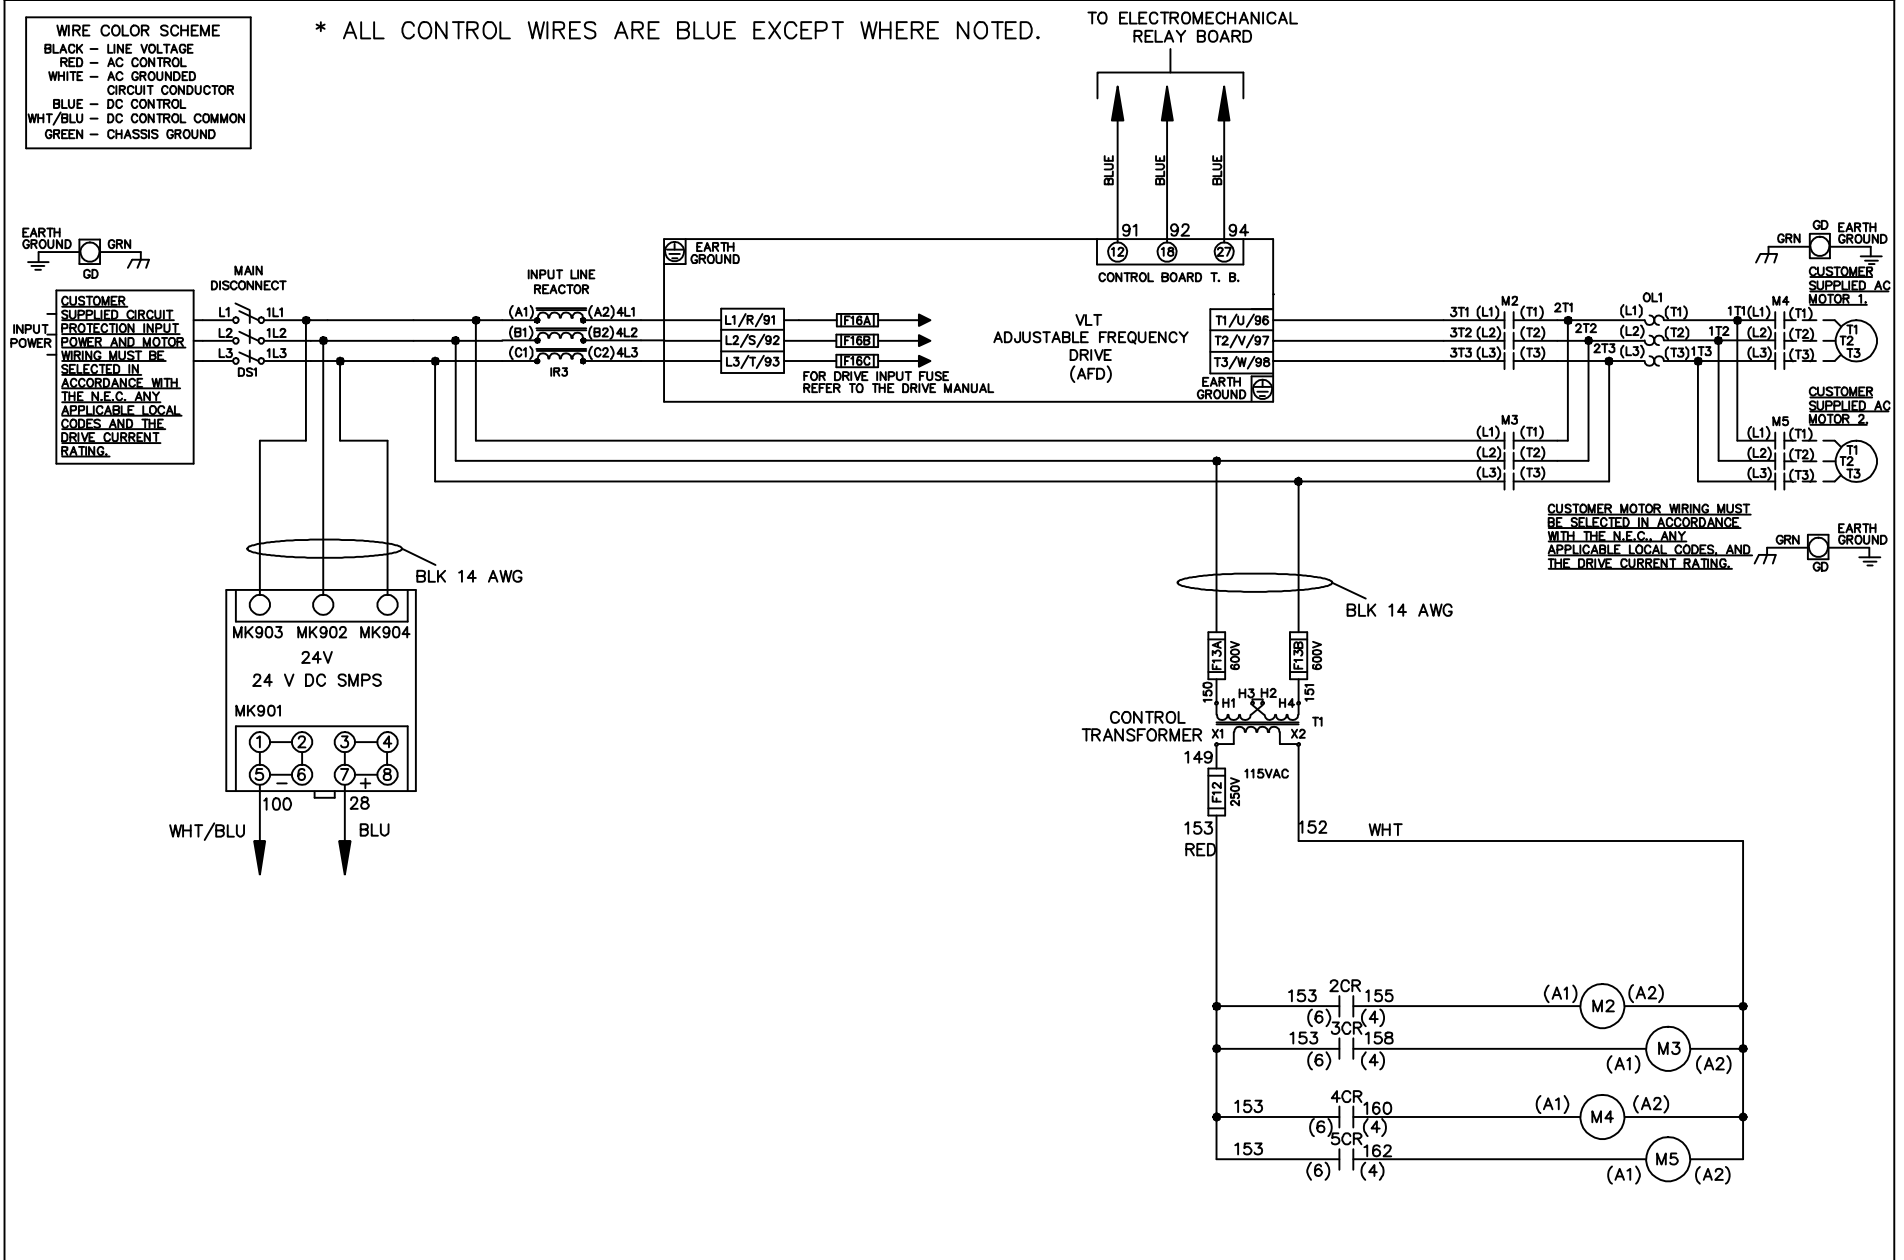 WIRE COLOR SCHEME
BLACK – LINE VOLTAGE
RED – AC CONTROL
WHITE – AC GROUNDED
CIRCUIT CONDUCTOR
BLUE – DC CONTROL
WHT/BLU – DC CONTROL COMMON
GREEN – CHASSIS GROUND
* ALL CONTROL WIRES ARE BLUE EXCEPT WHERE NOTED.
TO ELECTROMECHANICAL
RELAY BOARD
BLUE
BLUE
BLUE
91 92 94
12 18 27
CONTROL BOARD T. B.
EARTH
GROUND
GRN
GD
INPUT
POWER
CUSTOMER
SUPPLIED CIRCUIT
PROTECTION INPUT
POWER AND MOTOR
WIRING MUST BE
SELECTED IN
ACCORDANCE WITH
THE N.E.C. ANY
APPLICABLE LOCAL
CODES AND THE
DRIVE CURRENT
RATING.
MAIN
DISCONNECT
L1 1L1
L2 1L2
L3 1L3
DS1
INPUT LINE
REACTOR
(A1) (A2) 4L1
(B1) (B2) 4L2
(C1) (C2) 4L3
IR3
EARTH
GROUND
L1/R/91
L2/S/92
L3/T/93
F16A
F16B
F16C
FOR DRIVE INPUT FUSE
REFER TO THE DRIVE MANUAL
VLT
ADJUSTABLE FREQUENCY
DRIVE
(AFD)
T1/U/96
T2/V/97
T3/W/98
EARTH
GROUND
M2
3T1 (L1) (T1) 2T1
3T2 (L2) (T2) 2T2
3T3 (L3) (T3) 2T3
OL1
(L1) (T1) 1T1
(L2) (T2) 1T2
(L3) (T3) 1T3
M4
(L1) (T1)
(L2) (T2)
(L3) (T3)
T1
T2
T3
GRN
GD
EARTH
GROUND
CUSTOMER
SUPPLIED AC
MOTOR 1.
M3
(L1) (T1)
(L2) (T2)
(L3) (T3)
CUSTOMER
SUPPLIED AC
MOTOR 2.
M5
(L1) (T1)
(L2) (T2)
(L3) (T3)
T1
T2
T3
CUSTOMER MOTOR WIRING MUST
BE SELECTED IN ACCORDANCE
WITH THE N.E.C., ANY
APPLICABLE LOCAL CODES, AND
THE DRIVE CURRENT RATING.
GRN
GD
EARTH
GROUND
BLK 14 AWG
MK903 MK902 MK904
24V
24 V DC SMPS
MK901
1 2 3 4
5 – 6 7 + 8
100 28
WHT/BLU BLU
BLK 14 AWG
F13A 600V
F13B 600V
150 151
H1 H3 H2 H4
T1
CONTROL
TRANSFORMER
X1 X2
149
115VAC
F12 250V
153
RED
152 WHT
153 2CR 155 (A1) M2 (A2)
(6) (4)
153 3CR 158 M3
(6) (4) (A1) (A2)
153 4CR 160 (A1) M4 (A2)
(6) (4)
153 5CR 162 M5
(6) (4) (A1) (A2)